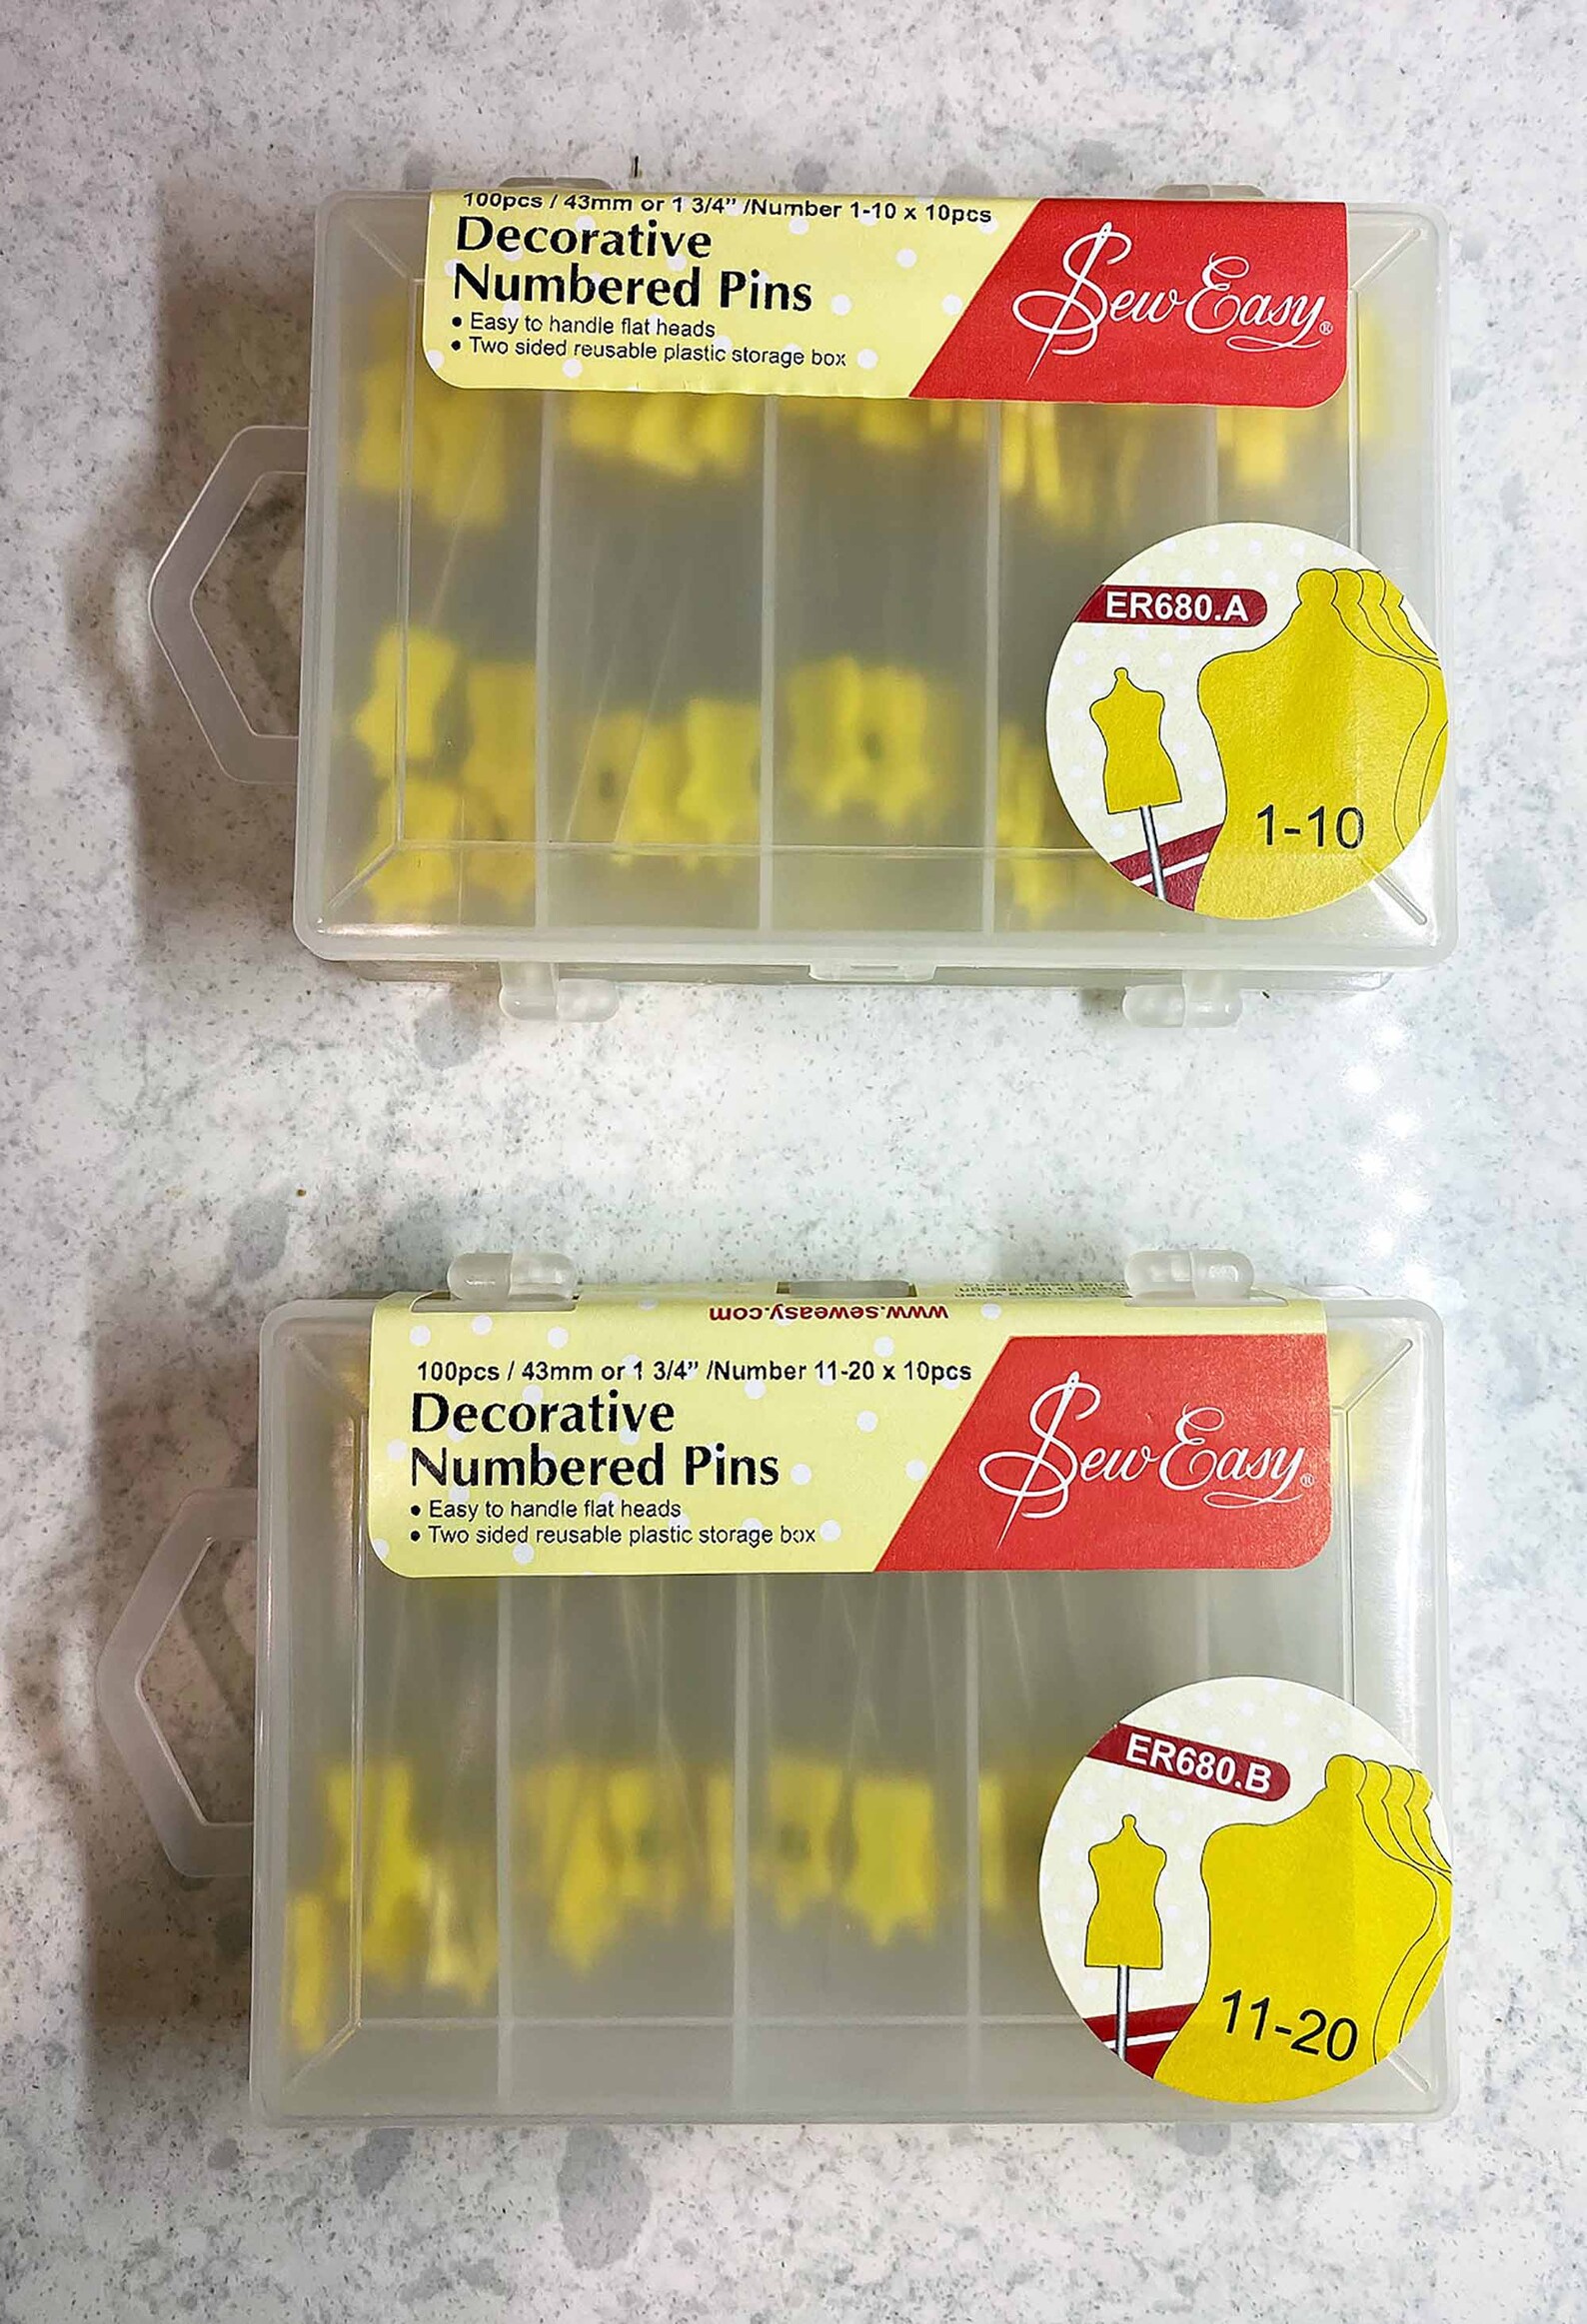 100pcs / 43mm or 1 3/4” /Number 1-10 x 10pcs
Decorative
Numbered Pins
• Easy to handle flat heads
• Two sided reusable plastic storage box
Sew Easy®
ER680.A
1-10
www.seweasy.com
100pcs / 43mm or 1 3/4” /Number 11-20 x 10pcs
Decorative
Numbered Pins
• Easy to handle flat heads
• Two sided reusable plastic storage box
Sew Easy®
ER680.B
11-20